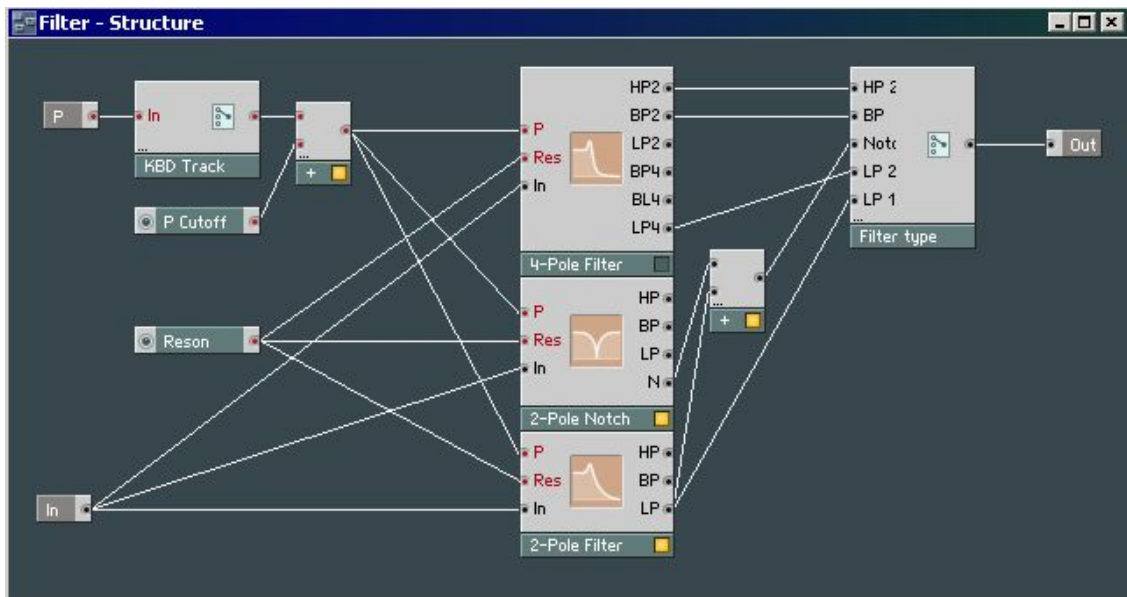 Filter - Structure
P
In
...
KBD Track
...
+
P Cutoff
Reson
In
P
Res
In
HP2
BP2
LP2
BP4
BL4
LP4
4-Pole Filter
P
Res
In
HP
BP
LP
N
2-Pole Notch
P
Res
In
HP
BP
LP
2-Pole Filter
...
+
HP 2
BP
Notc
LP 2
LP 1
...
Filter type
Out